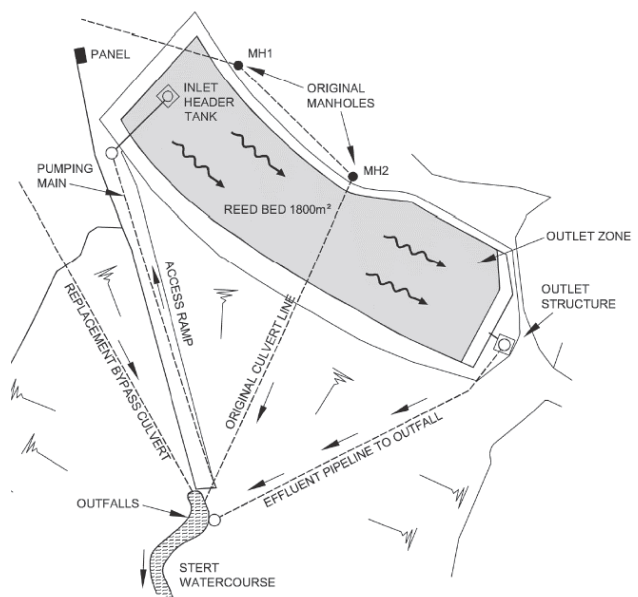 PANEL
MH1
INLET
HEADER
TANK
ORIGINAL
MANHOLES
PUMPING
MAIN
MH2
REED BED 1800m²
OUTLET ZONE
OUTLET
STRUCTURE
ACCESS RAMP
REPLACEMENT BYPASS CULVERT
ORIGINAL CULVERT LINE
EFFLUENT PIPELINE TO OUTFALL
OUTFALLS
STERT
WATERCOURSE